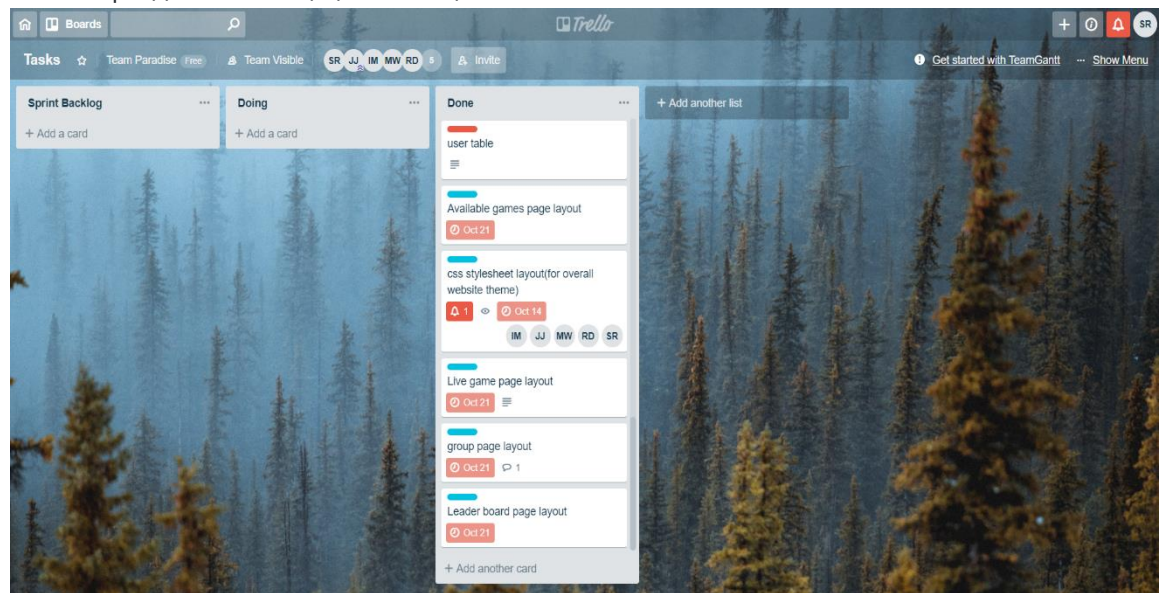 Boards
Trello
SR
Tasks
Team Paradise Free
Team Visible
SR JJ IM MW RD 5
Invite
Get started with TeamGantt
... Show Menu
Sprint Backlog ...
+ Add a card
Doing ...
+ Add a card
Done ...
user table
Available games page layout
Oct 21
css stylesheet layout(for overall
website theme)
1
Oct 14
IM JJ MW RD SR
Live game page layout
Oct 21
group page layout
Oct 21
1
Leader board page layout
Oct 21
+ Add another card
+ Add another list